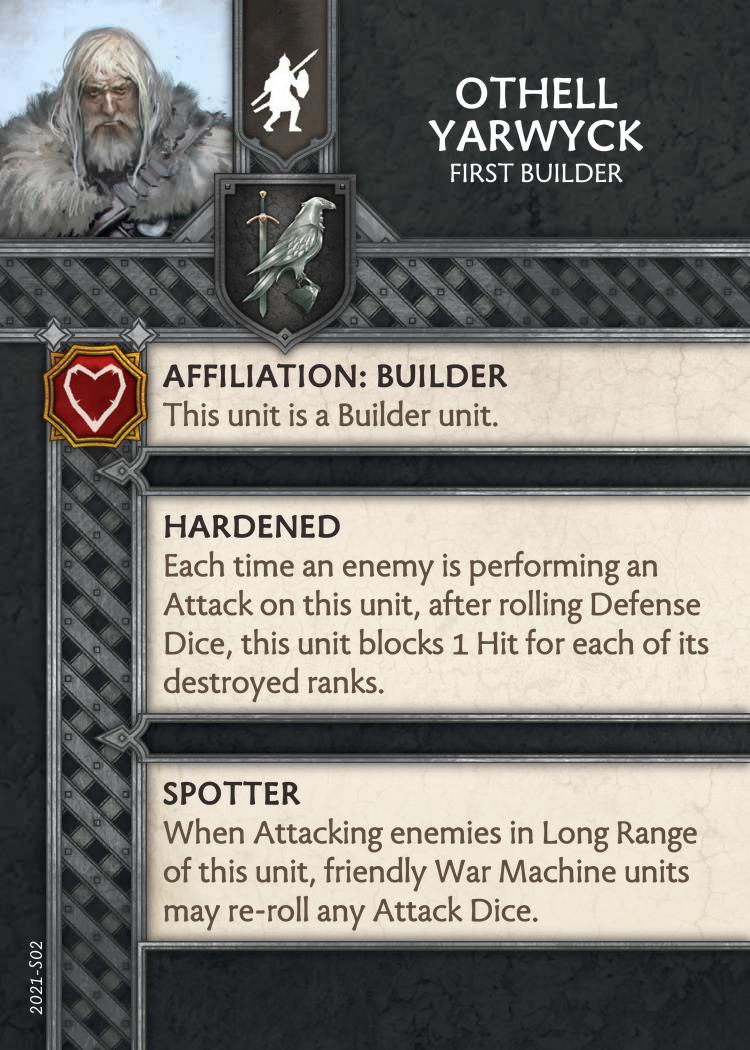 OTHELL
YARWYCK
FIRST BUILDER
AFFILIATION: BUILDER
This unit is a Builder unit.
HARDENED
Each time an enemy is performing an
Attack on this unit, after rolling Defense
Dice, this unit blocks 1 Hit for each of its
destroyed ranks.
SPOTTER
When Attacking enemies in Long Range
of this unit, friendly War Machine units
may re-roll any Attack Dice.
2021-S02